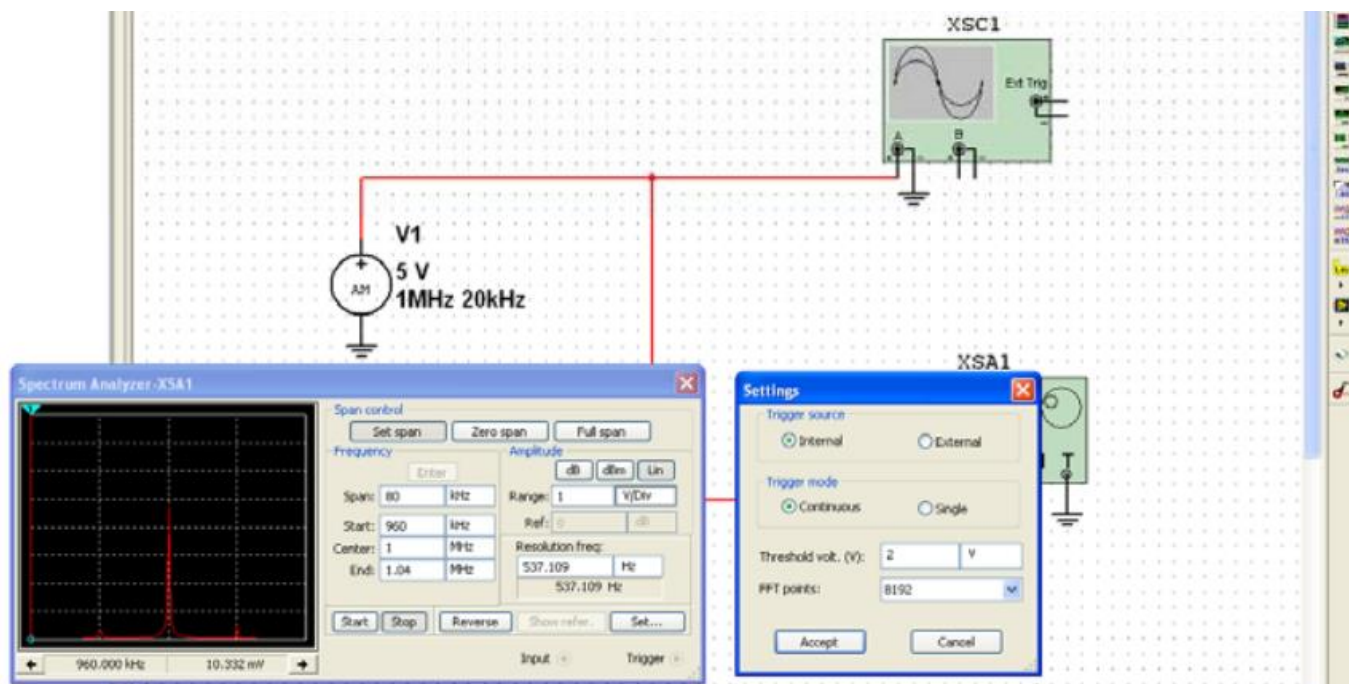 XSC1
Ext Trig
A
B
V1
5 V
AM
1MHz 20kHz
XSA1
T
Spectrum Analyzer-XSA1
Span control
Set span
Zero span
Full span
Frequency
Enter
Span: 80 kHz
Start: 960 kHz
Center: 1 MHz
End: 1.04 MHz
Amplitude
dB
dBm
Lin
Range: 1 V/Div
Ref: 0 dB
Resolution freq:
537.109 Hz
537.109 Hz
Start
Stop
Reverse
Show refer.
Set...
960.000 kHz
10.332 mV
Input
Trigger
Settings
Trigger source
Internal
External
Trigger mode
Continuous
Single
Threshold volt. (V): 2 V
FFT points: 8192
Accept
Cancel